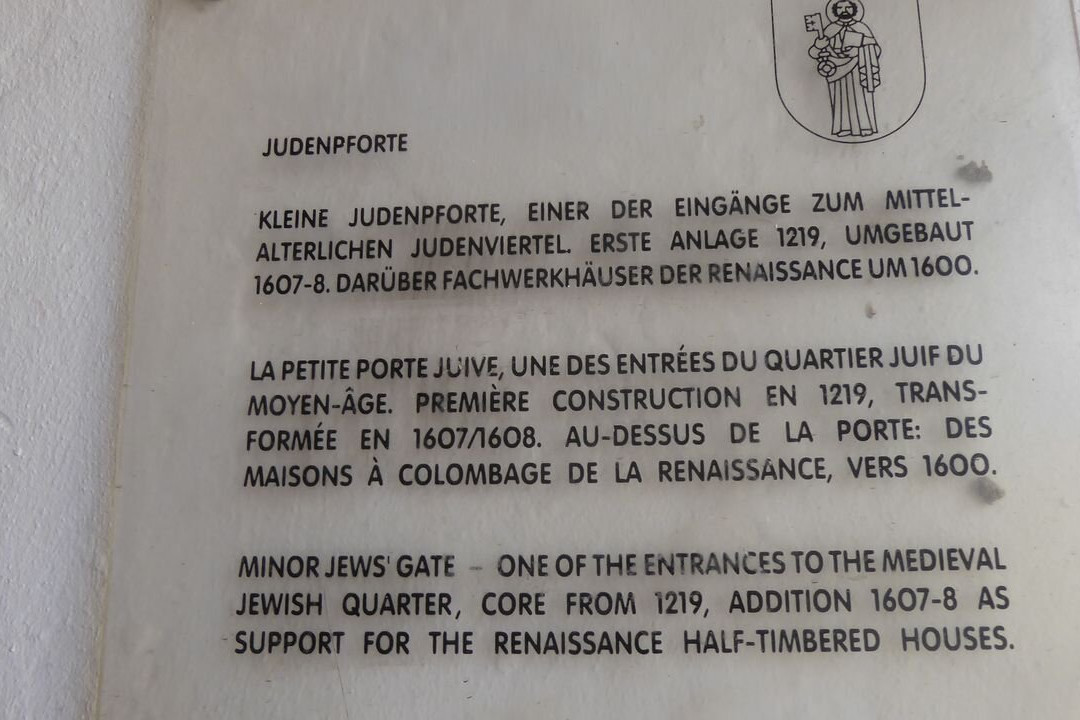 JUDENPFORTE
KLEINE JUDENPFORTE, EINER DER EINGÄNGE ZUM MITTEL-
ALTERLICHEN JUDENVIERTEL. ERSTE ANLAGE 1219, UMGEBAUT
1607-8. DARÜBER FACHWERKHÄUSER DER RENAISSANCE UM 1600.
LA PETITE PORTE JUIVE, UNE DES ENTRÉES DU QUARTIER JUIF DU
MOYEN-ÂGE. PREMIÈRE CONSTRUCTION EN 1219, TRANS-
FORMÉE EN 1607/1608. AU-DESSUS DE LA PORTE: DES
MAISONS À COLOMBAGE DE LA RENAISSANCE, VERS 1600.
MINOR JEWS' GATE - ONE OF THE ENTRANCES TO THE MEDIEVAL
JEWISH QUARTER, CORE FROM 1219, ADDITION 1607-8 AS
SUPPORT FOR THE RENAISSANCE HALF-TIMBERED HOUSES.